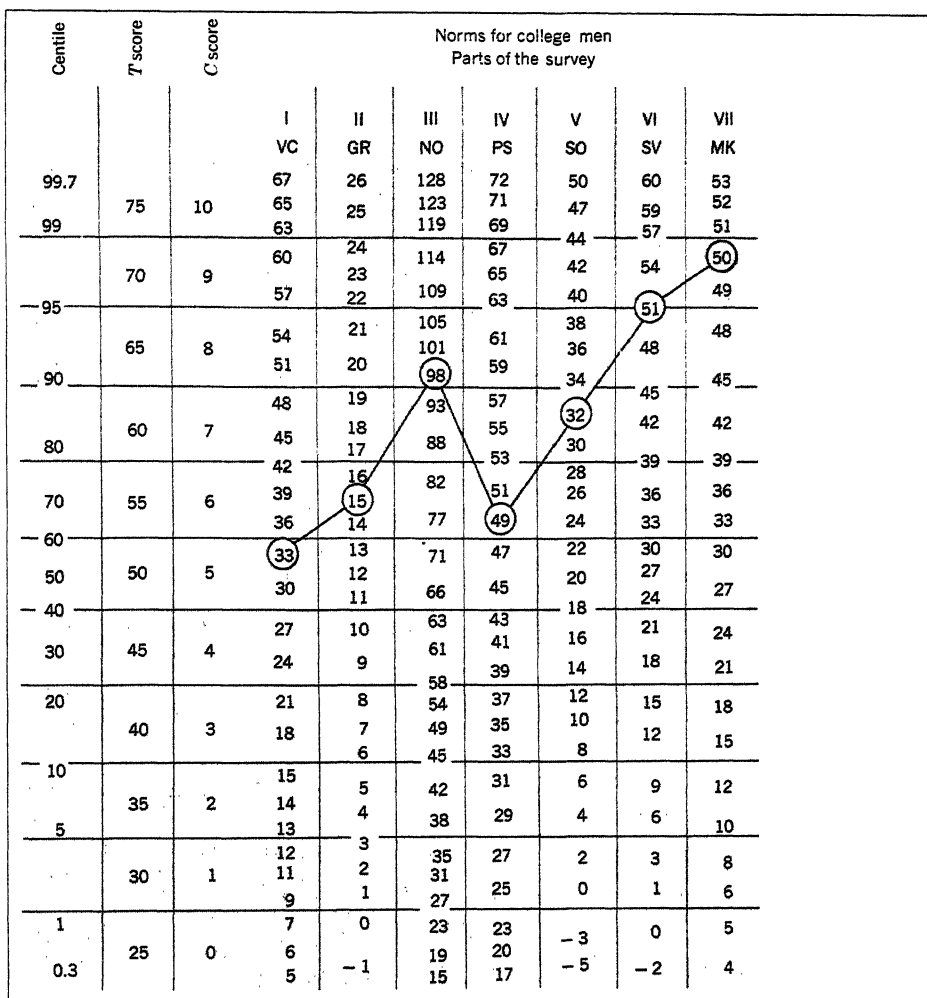 Centile T score C score
Norms for college men
Parts of the survey
I II III IV V VI VII
VC GR NO PS SO SV MK
99.7 67 26 128 72 50 60 53
75 10 65 25 123 71 47 59 52
99 63 119 69 44 57 51
60 24 114 67 50
70 9 23 65 42 54
95 57 22 109 63 40 51 49
54 21 105 61 38 48
65 8 101 36 48
90 51 20 98 59 34 45 45
48 19 93 57 32
60 7 45 18 88 55 30 42 42
80 42 17 53 28 39 39
16 82 51
70 55 6 39 15 49 26 36 36
60 36 14 77 24 33 33
33 13 71 47 22 30 30
50 50 5 30 12 66 45 20 27 27
40 11 18 24
27 10 63 43 21 24
30 45 4 61 41 16
24 9 58 39 14 18 21
20 21 8 54 37 12 15 18
40 3 18 7 49 35 10 12 15
6 45 33 8
10 15 5 42 31 6 9 12
35 2 14 4 38 29 4 6 10
5 13
12 3 35 27 2 3 8
30 1 11 2 31
9 1 27 25 0 1 6
1 7 0 23 23 -3 0 5
25 0 6 19 20
0.3 5 -1 15 17 -5 -2 4